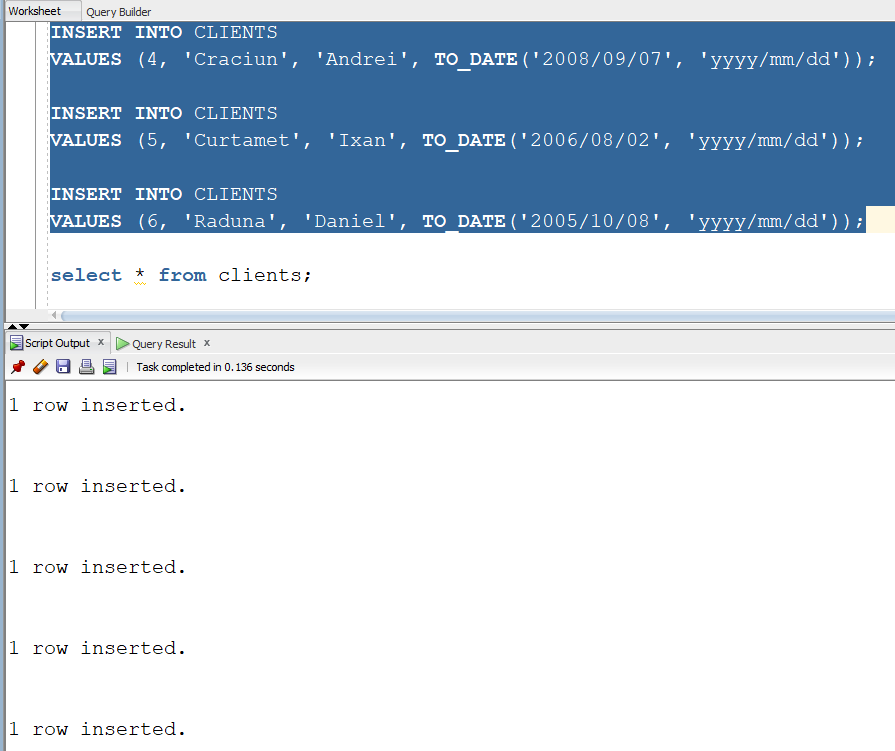 Worksheet Query Builder
INSERT INTO CLIENTS
VALUES (4, 'Craciun', 'Andrei', TO_DATE('2008/09/07', 'yyyy/mm/dd'));
INSERT INTO CLIENTS
VALUES (5, 'Curtamet', 'Ixan', TO_DATE('2006/08/02', 'yyyy/mm/dd'));
INSERT INTO CLIENTS
VALUES (6, 'Raduna', 'Daniel', TO_DATE('2005/10/08', 'yyyy/mm/dd'));
select * from clients;
Script Output x Query Result x
Task completed in 0.136 seconds
1 row inserted.
1 row inserted.
1 row inserted.
1 row inserted.
1 row inserted.